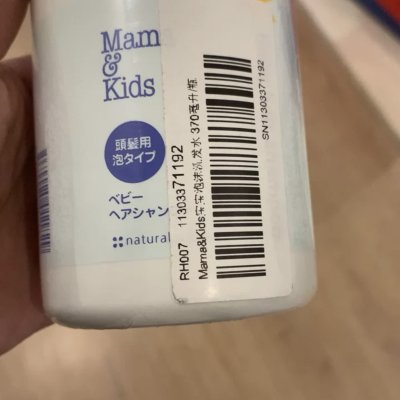 Mama
&
Kids
頭髪用
泡タイプ
ベビー
ヘアシャン
natural
RH007 11303371192
Mama&Kids宝宝泡沫洗发水 370毫升/瓶
SN11303371192